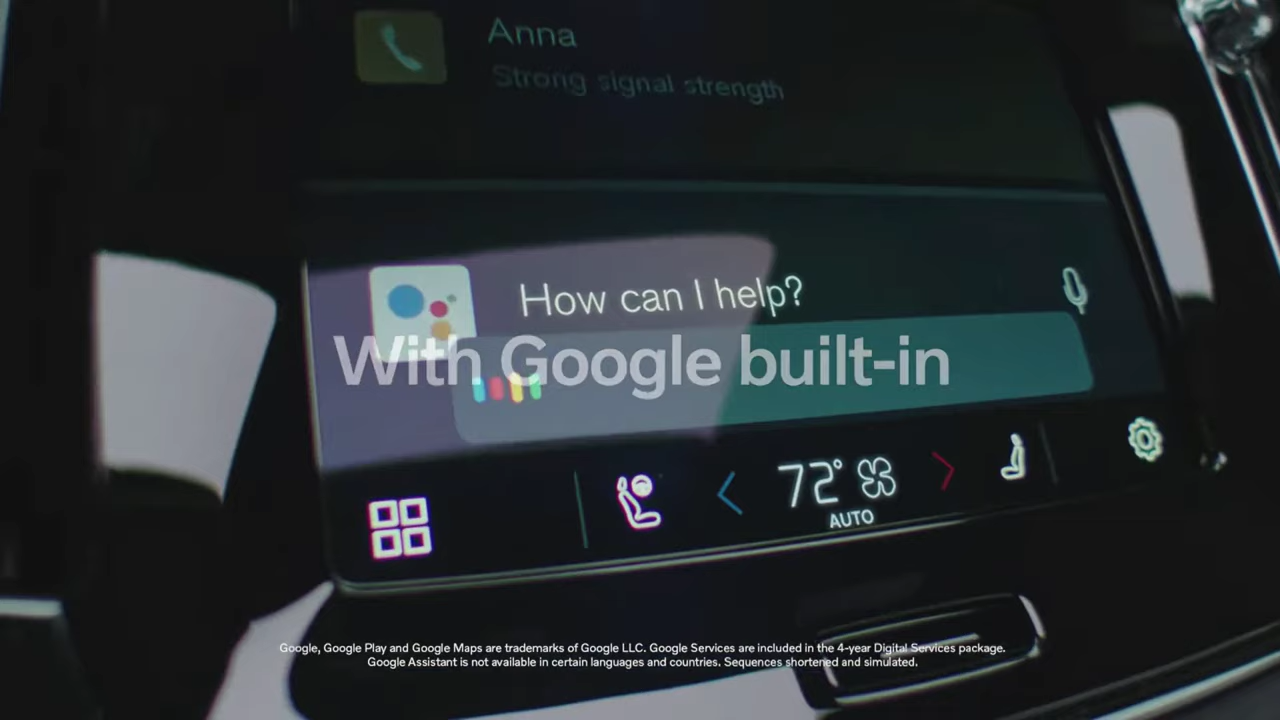 Anna
Strong signal strength
How can I help?
With Google built-in
72°
AUTO
Google, Google Play and Google Maps are trademarks of Google LLC. Google Services are included in the 4-year Digital Services package.
Google Assistant is not available in certain languages and countries. Sequences shortened and simulated.